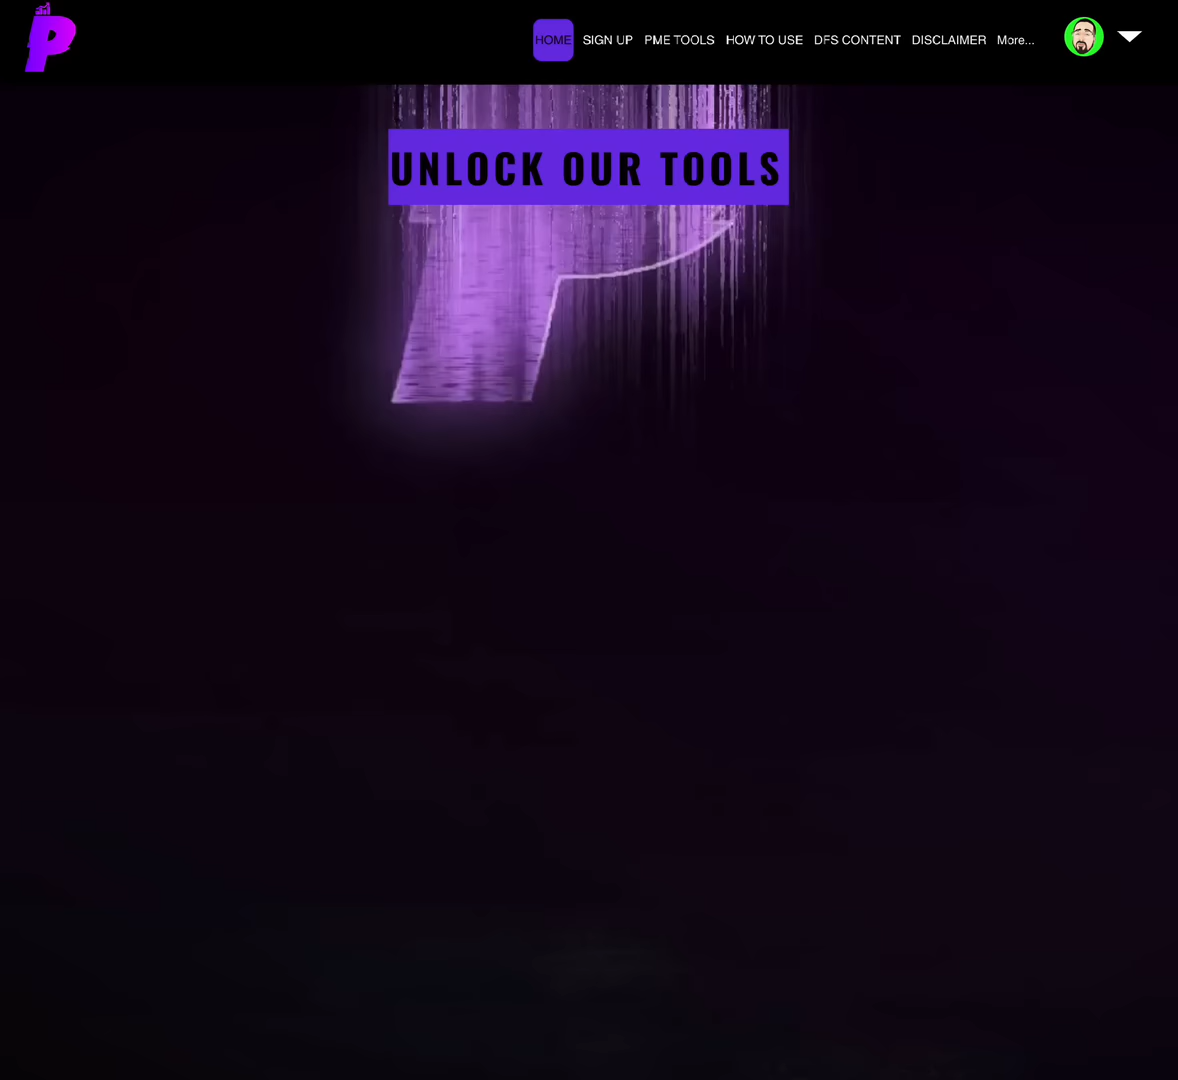 P
HOME SIGN UP PME TOOLS HOW TO USE DFS CONTENT DISCLAIMER More...
UNLOCK OUR TOOLS